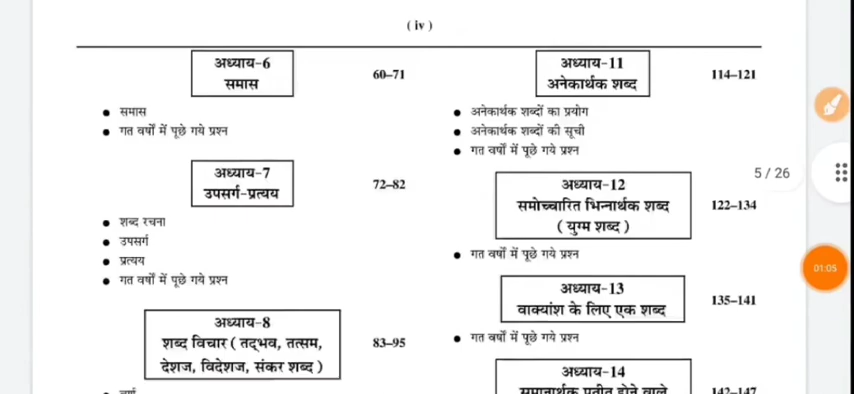 ( iv )
अध्याय-6
समास
60–71
● समास
● गत वर्षों में पूछे गये प्रश्न
अध्याय-7
उपसर्ग-प्रत्यय
72–82
● शब्द रचना
● उपसर्ग
● प्रत्यय
● गत वर्षों में पूछे गये प्रश्न
अध्याय-8
शब्द विचार ( तद्भव, तत्सम,
देशज, विदेशज, संकर शब्द )
83–95
अध्याय-11
अनेकार्थक शब्द
114–121
● अनेकार्थक शब्दों का प्रयोग
● अनेकार्थक शब्दों की सूची
● गत वर्षों में पूछे गये प्रश्न
अध्याय-12
समोच्चारित भिन्नार्थक शब्द
( युग्म शब्द )
122–134
● गत वर्षों में पूछे गये प्रश्न
अध्याय-13
वाक्यांश के लिए एक शब्द
135–141
● गत वर्षों में पूछे गये प्रश्न
अध्याय-14
समानार्थक प्रतीत होने वाले
142–147
5 / 26
01:05